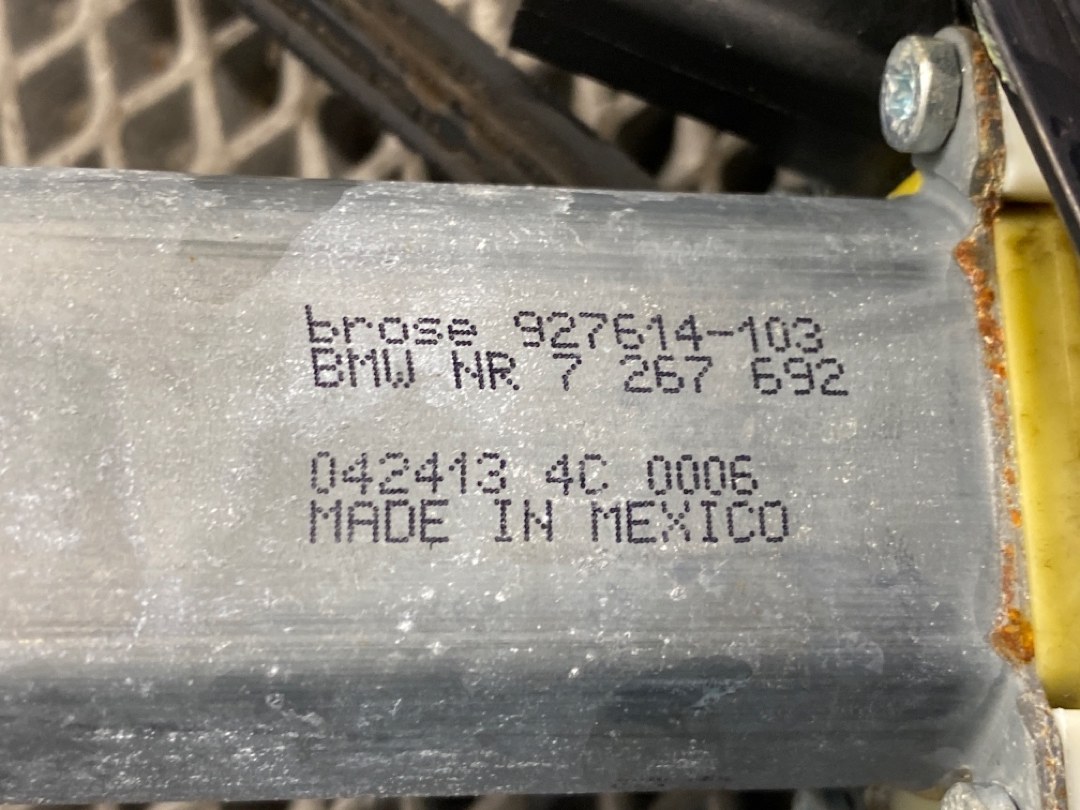 brose 927614-103
BMW NR 7 267 692
042413 4C 0006
MADE IN MEXICO